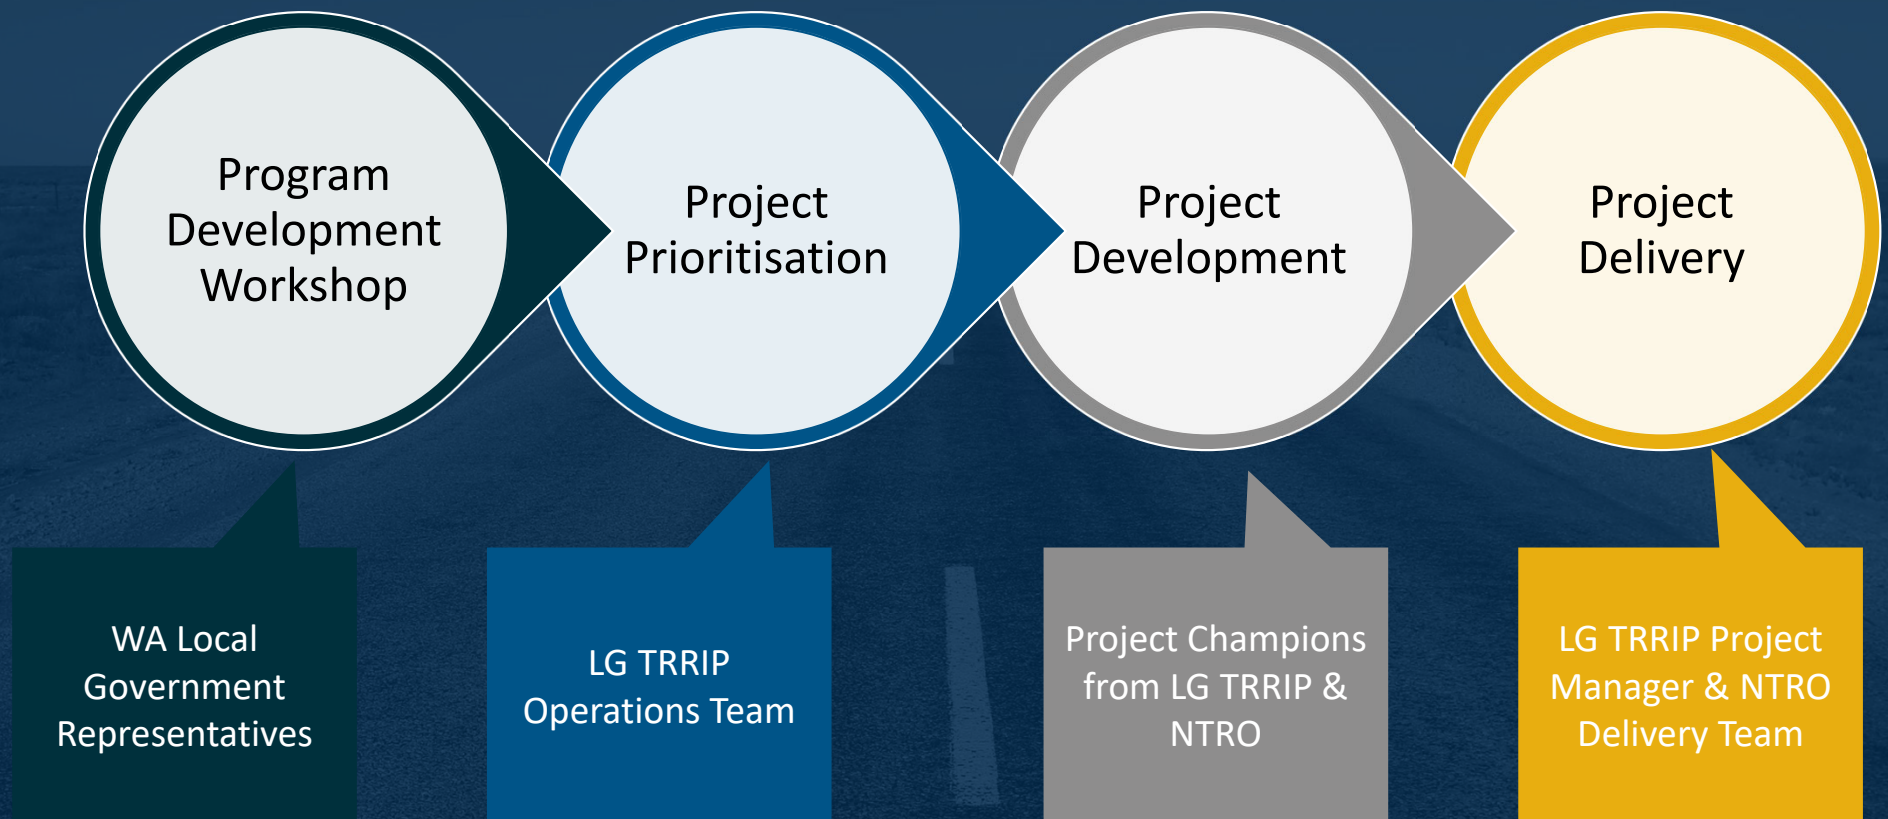 Program
Development
Workshop
Project
Prioritisation
Project
Development
Project
Delivery
WA Local
Government
Representatives
LG TRRIP
Operations Team
Project Champions
from LG TRRIP &
NTRO
LG TRRIP Project
Manager & NTRO
Delivery Team